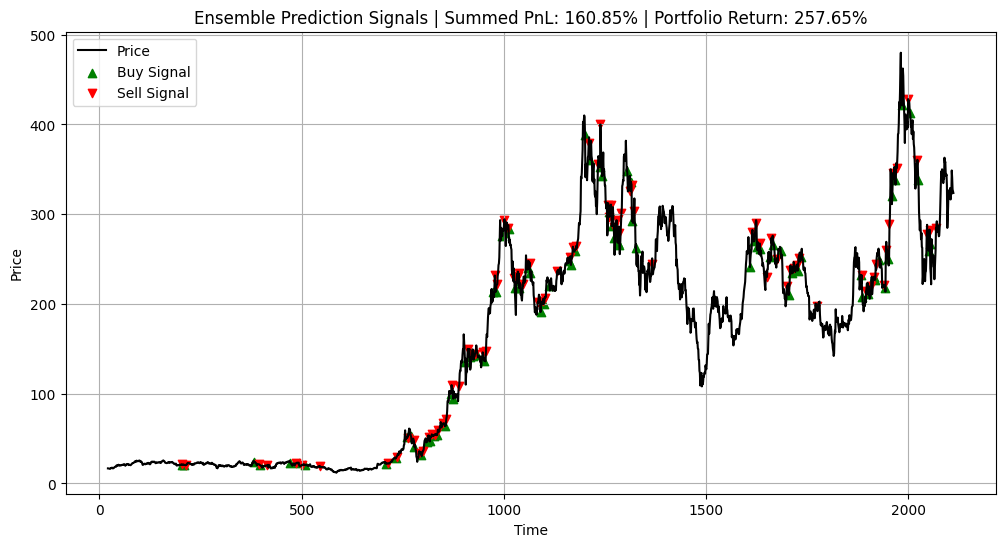 Ensemble Prediction Signals | Summed PnL: 160.85% | Portfolio Return: 257.65%
Price
Buy Signal
Sell Signal
500
400
300
200
100
0
Price
0
500
1000
1500
2000
Time